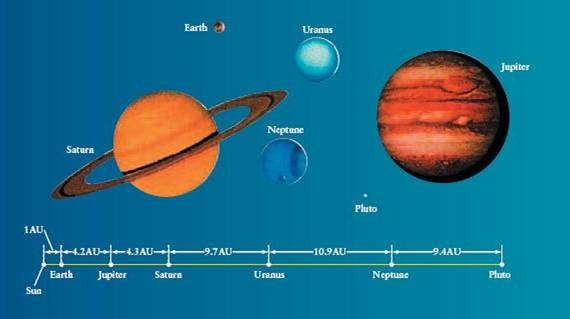 Earth
Uranus
Jupiter
Neptune
Saturn
Pluto
1AU
4.2AU 4.3AU 9.7AU 10.9AU 9.4AU
Earth Jupiter Saturn Uranus Neptune Pluto
Sun